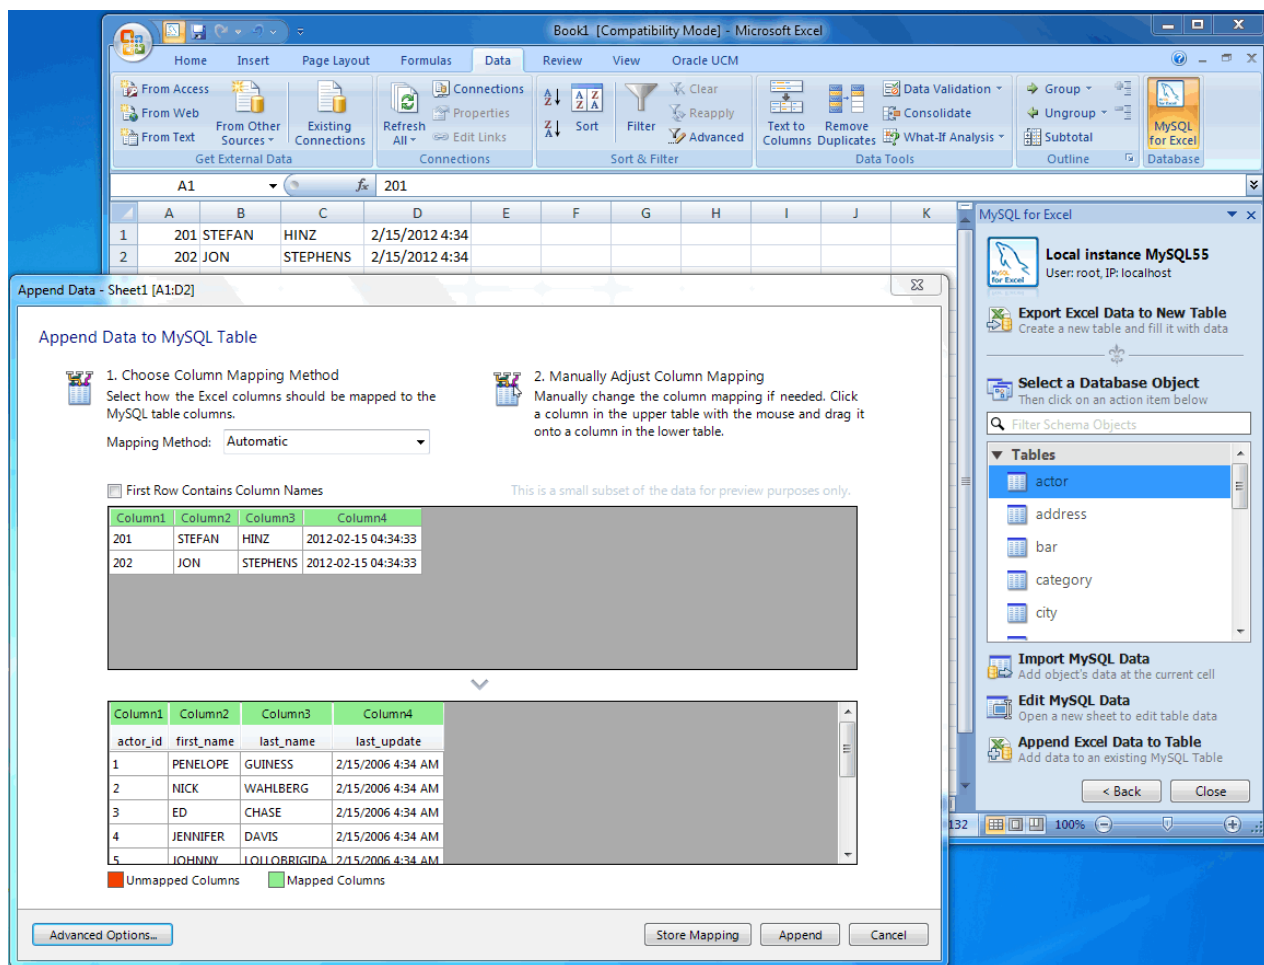 Book1 [Compatibility Mode] - Microsoft Excel
Home Insert Page Layout Formulas Data Review View Oracle UCM
From Access
From Web
From Text
From Other Sources
Existing Connections
Get External Data
Refresh All
Connections
Properties
Edit Links
Connections
Sort
Filter
Clear
Reapply
Advanced
Sort & Filter
Text to Columns
Remove Duplicates
Data Validation
Consolidate
What-If Analysis
Data Tools
Group
Ungroup
Subtotal
Outline
MySQL for Excel
Database
A1 fx 201
A B C D E F G H I J K
1 201 STEFAN HINZ 2/15/2012 4:34
2 202 JON STEPHENS 2/15/2012 4:34
Append Data - Sheet1 [A1:D2]
Append Data to MySQL Table
1. Choose Column Mapping Method
Select how the Excel columns should be mapped to the
MySQL table columns.
Mapping Method: Automatic
2. Manually Adjust Column Mapping
Manually change the column mapping if needed. Click
a column in the upper table with the mouse and drag it
onto a column in the lower table.
First Row Contains Column Names
This is a small subset of the data for preview purposes only.
Column1 Column2 Column3 Column4
201 STEFAN HINZ 2012-02-15 04:34:33
202 JON STEPHENS 2012-02-15 04:34:33
Column1 Column2 Column3 Column4
actor_id first_name last_name last_update
1 PENELOPE GUINESS 2/15/2006 4:34 AM
2 NICK WAHLBERG 2/15/2006 4:34 AM
3 ED CHASE 2/15/2006 4:34 AM
4 JENNIFER DAVIS 2/15/2006 4:34 AM
5 JOHNNY LOLLOBRIGIDA 2/15/2006 4:34 AM
Unmapped Columns Mapped Columns
Advanced Options... Store Mapping Append Cancel
MySQL for Excel
Local instance MySQL55
User: root, IP: localhost
Export Excel Data to New Table
Create a new table and fill it with data
Select a Database Object
Then click on an action item below
Filter Schema Objects
Tables
actor
address
bar
category
city
Import MySQL Data
Add object's data at the current cell
Edit MySQL Data
Open a new sheet to edit table data
Append Excel Data to Table
Add data to an existing MySQL Table
< Back Close
132 100%